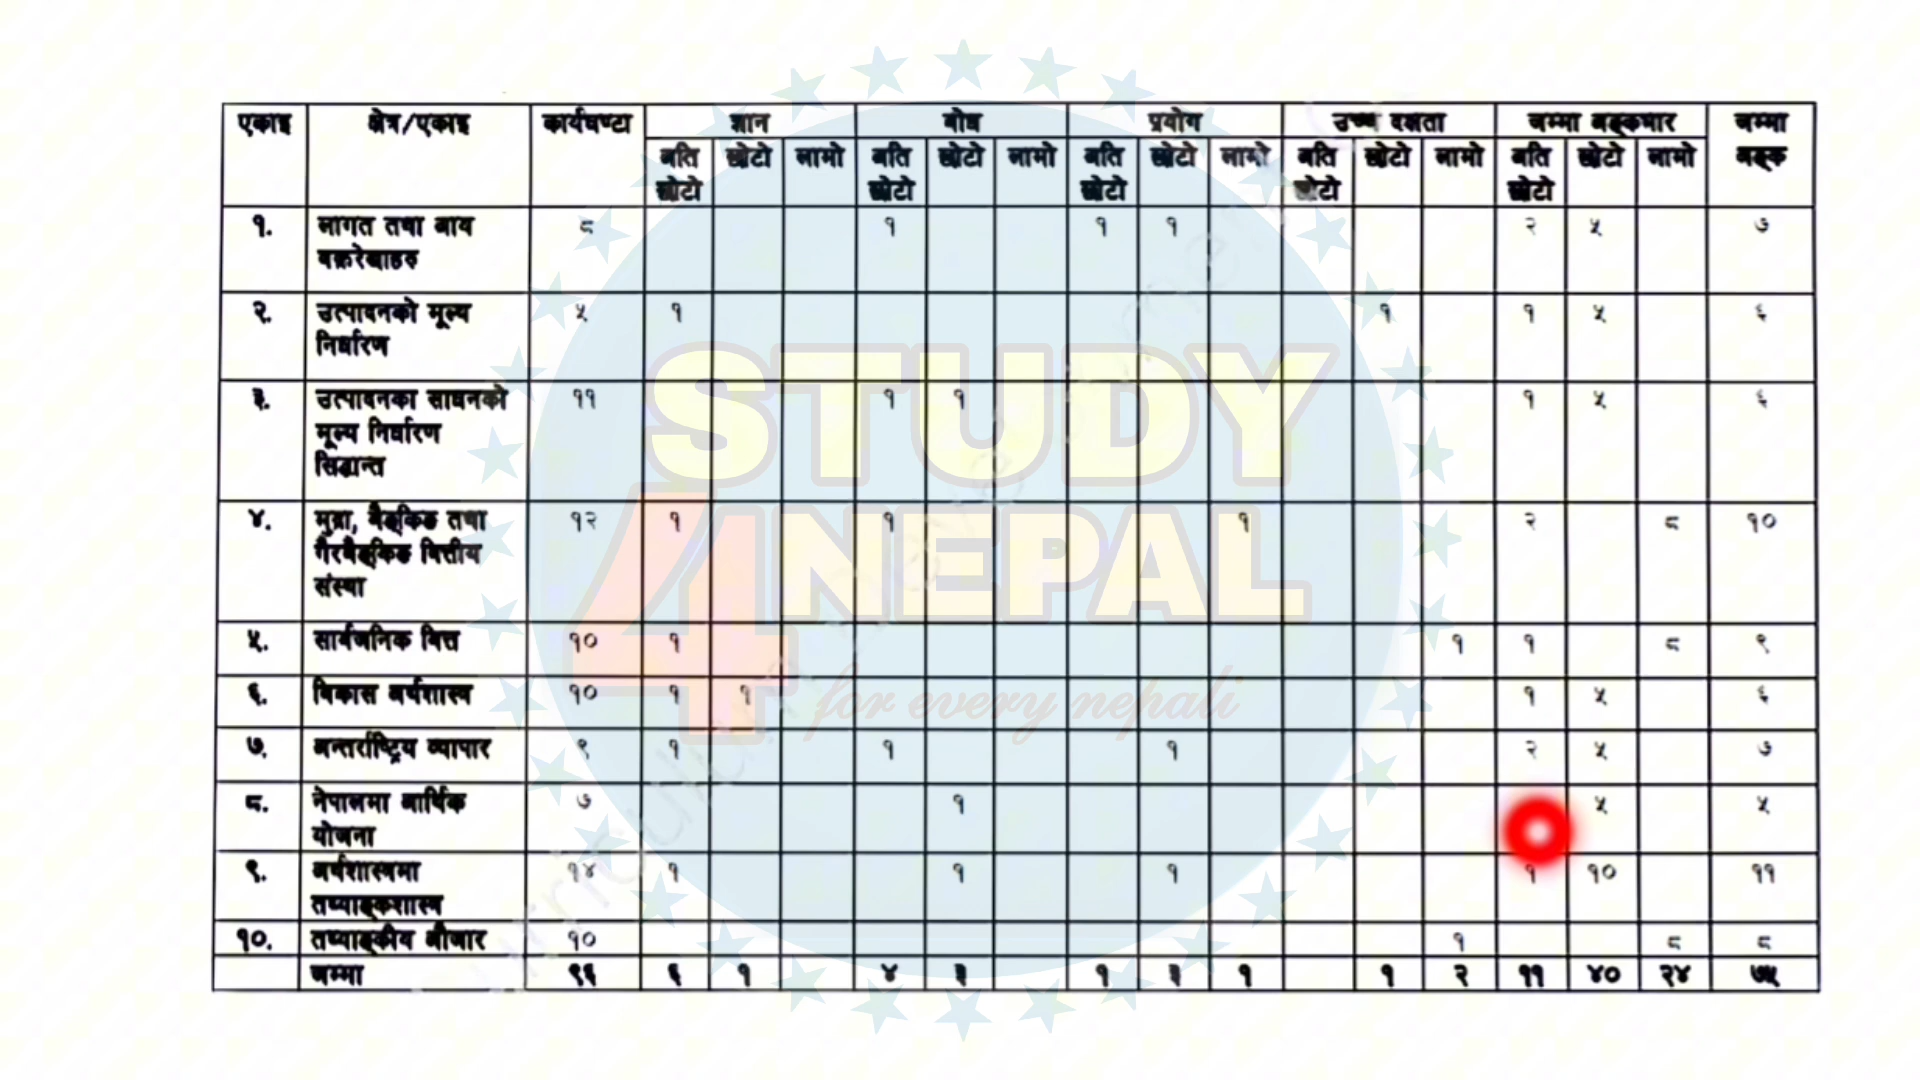 एकाइ क्षेत्र/एकाइ कार्यघण्टा ज्ञान बोध प्रयोग उच्च दक्षता जम्मा अङ्कभार जम्मा अङ्क
अति छोटो छोटो लामो अति छोटो छोटो लामो अति छोटो छोटो लामो अति छोटो छोटो लामो अति छोटो छोटो लामो
१. लागत तथा आय वक्ररेखाहरु ८ १ १ १ २ ५ ७
२. उत्पादनको मूल्य निर्धारण ५ १ १ १ ५ ६
३. उत्पादनका साधनको मूल्य निर्धारण सिद्धान्त ११ १ १ १ ५ ६
४. मुद्रा, बैङ्किङ तथा गैरबैङ्किङ वित्तीय संस्था १२ १ १ १ २ ८ १०
५. सार्वजनिक वित्त १० १ १ १ ८ ९
६. विकास अर्थशास्त्र १० १ १ १ ५ ६
७. अन्तर्राष्ट्रिय व्यापार ९ १ १ १ २ ५ ७
८. नेपालमा आर्थिक योजना ७ १ ५ ५
९. अर्थशास्त्रमा तथ्याङ्कशास्त्र १४ १ १ १ १ १० ११
१०. तथ्याङ्कीय औजार १० १ ८ ८
जम्मा ९६ ६ १ ४ ३ १ ३ १ १ २ ११ ४० २४ ७५
STUDY
4 NEPAL
for every nepali